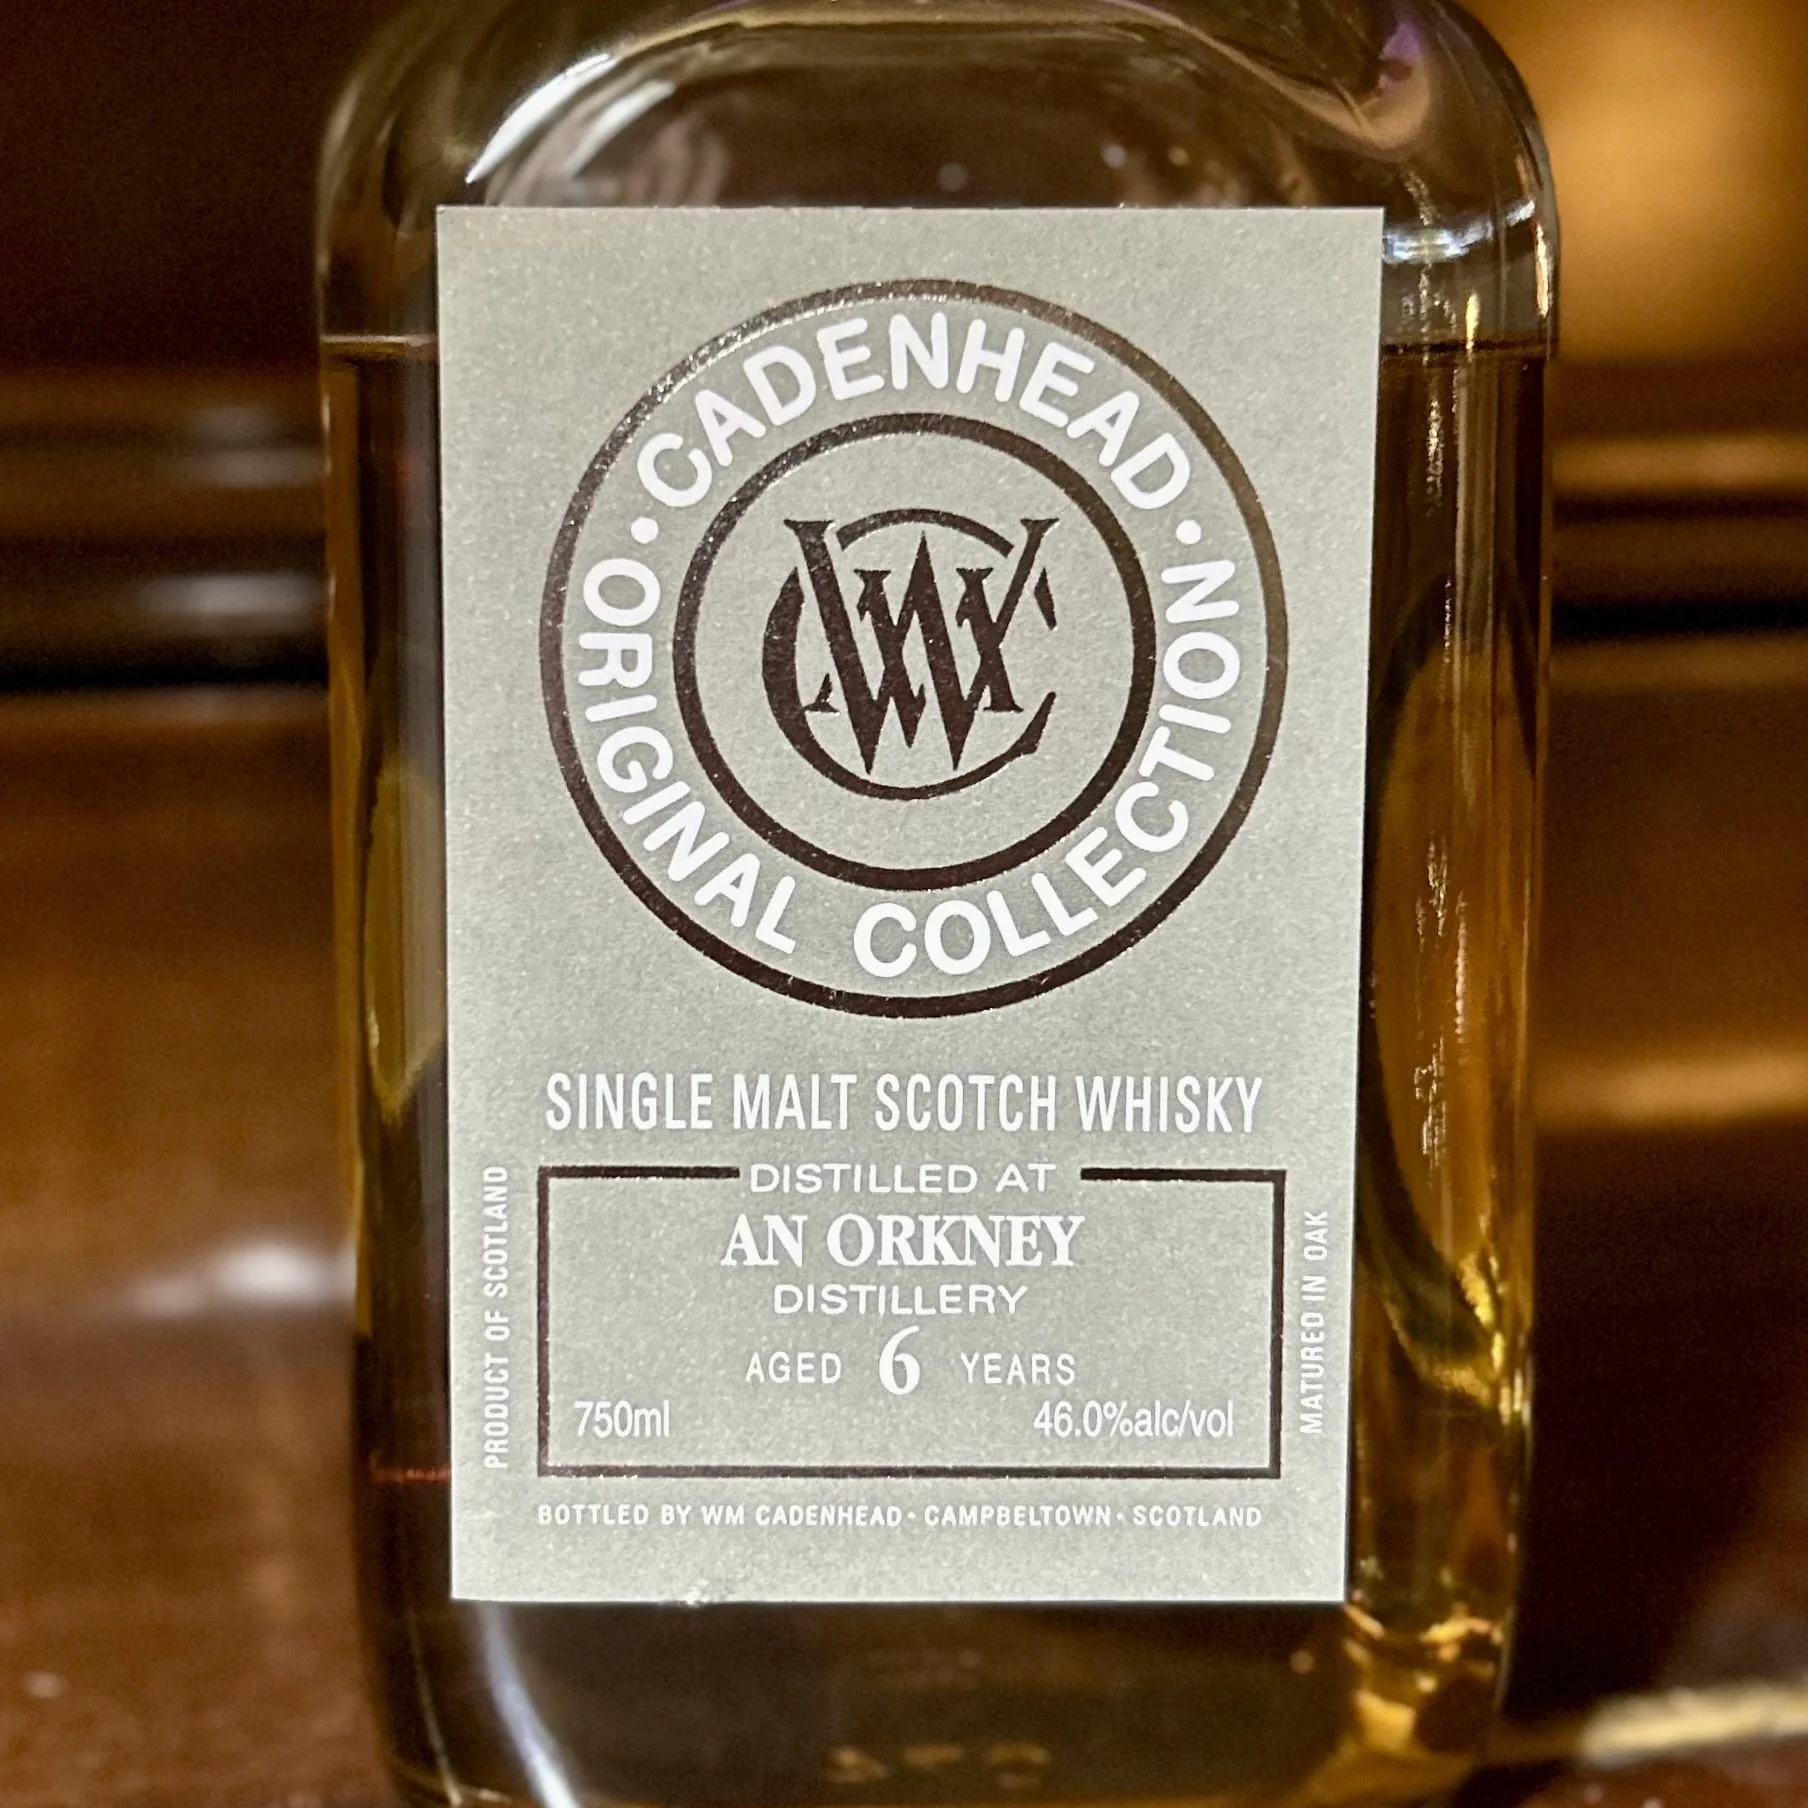 · CADENHEAD ·
ORIGINAL COLLECTION
WC
SINGLE MALT SCOTCH WHISKY
DISTILLED AT
AN ORKNEY
DISTILLERY
AGED 6 YEARS
750ml 46.0%alc/vol
PRODUCT OF SCOTLAND
MATURED IN OAK
BOTTLED BY WM CADENHEAD · CAMPBELTOWN · SCOTLAND